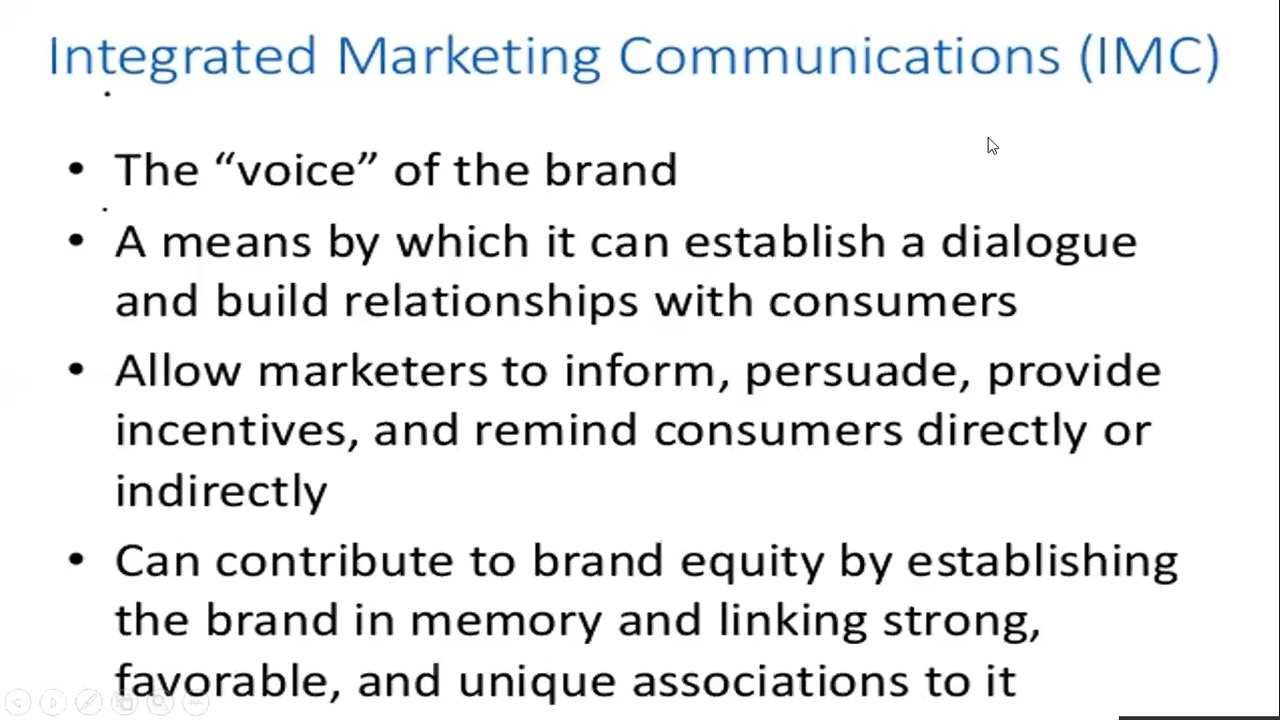 Integrated Marketing Communications (IMC)
• The “voice” of the brand
• A means by which it can establish a dialogue
and build relationships with consumers
• Allow marketers to inform, persuade, provide
incentives, and remind consumers directly or
indirectly
• Can contribute to brand equity by establishing
the brand in memory and linking strong,
favorable, and unique associations to it